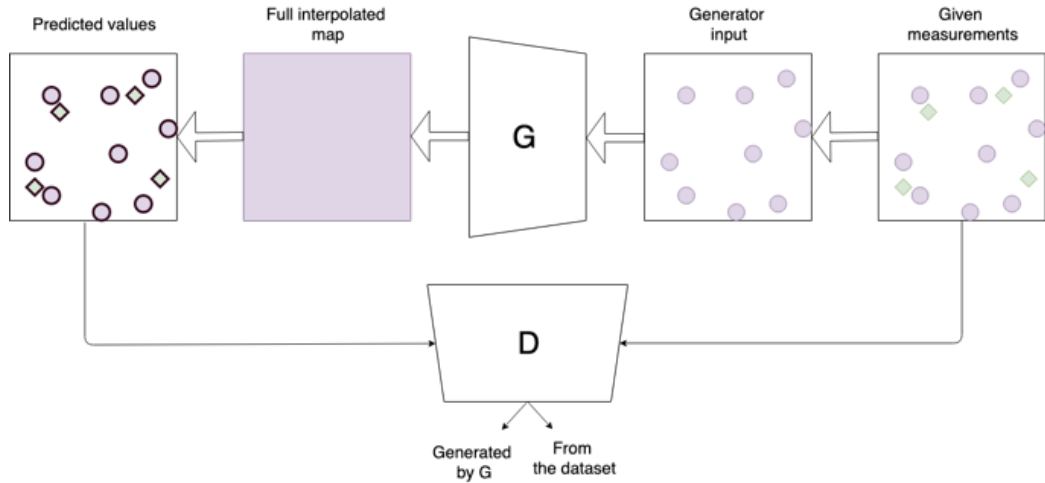 Predicted values
Full interpolated
map
Generator
input
Given
measurements
G
D
Generated
by G
From
the dataset